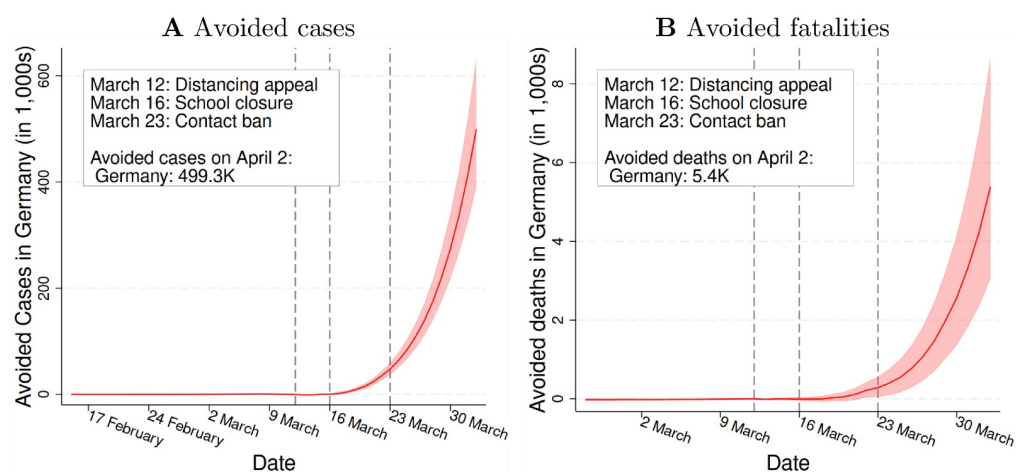 A Avoided cases
Avoided Cases in Germany (in 1,000s)
600
400
200
0
March 12: Distancing appeal
March 16: School closure
March 23: Contact ban
Avoided cases on April 2:
Germany: 499.3K
17 February
24 February
2 March
9 March
16 March
23 March
30 March
Date
B Avoided fatalities
Avoided deaths in Germany (in 1,000s)
8
6
4
2
0
March 12: Distancing appeal
March 16: School closure
March 23: Contact ban
Avoided deaths on April 2:
Germany: 5.4K
2 March
9 March
16 March
23 March
30 March
Date